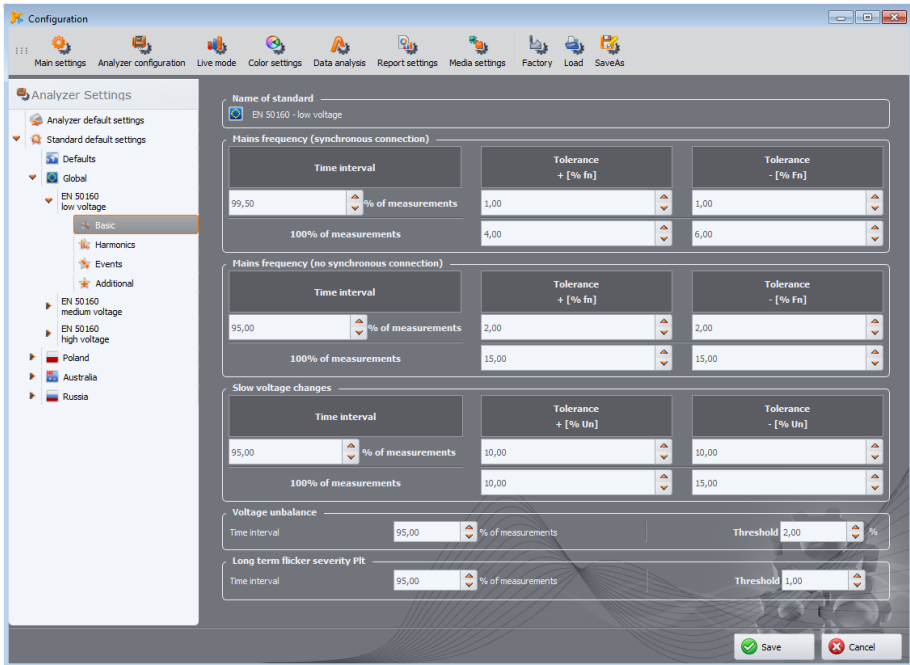 Configuration
Main settings Analyzer configuration Live mode Color settings Data analysis Report settings Media settings Factory Load SaveAs
Analyzer Settings
Analyzer default settings
Standard default settings
Defaults
Global
EN 50160
low voltage
Basic
Harmonics
Events
Additional
EN 50160
medium voltage
EN 50160
high voltage
Poland
Australia
Russia
Name of standard
EN 50160 - low voltage
Mains frequency (synchronous connection)
Time interval
Tolerance
+ [% fn]
Tolerance
- [% Fn]
99,50 % of measurements 1,00 1,00
100% of measurements 4,00 6,00
Mains frequency (no synchronous connection)
Time interval
Tolerance
+ [% fn]
Tolerance
- [% Fn]
95,00 % of measurements 2,00 2,00
100% of measurements 15,00 15,00
Slow voltage changes
Time interval
Tolerance
+ [% Un]
Tolerance
- [% Un]
95,00 % of measurements 10,00 10,00
100% of measurements 10,00 15,00
Voltage unbalance
Time interval 95,00 % of measurements Threshold 2,00 %
Long term flicker severity Plt
Time interval 95,00 % of measurements Threshold 1,00
Save Cancel